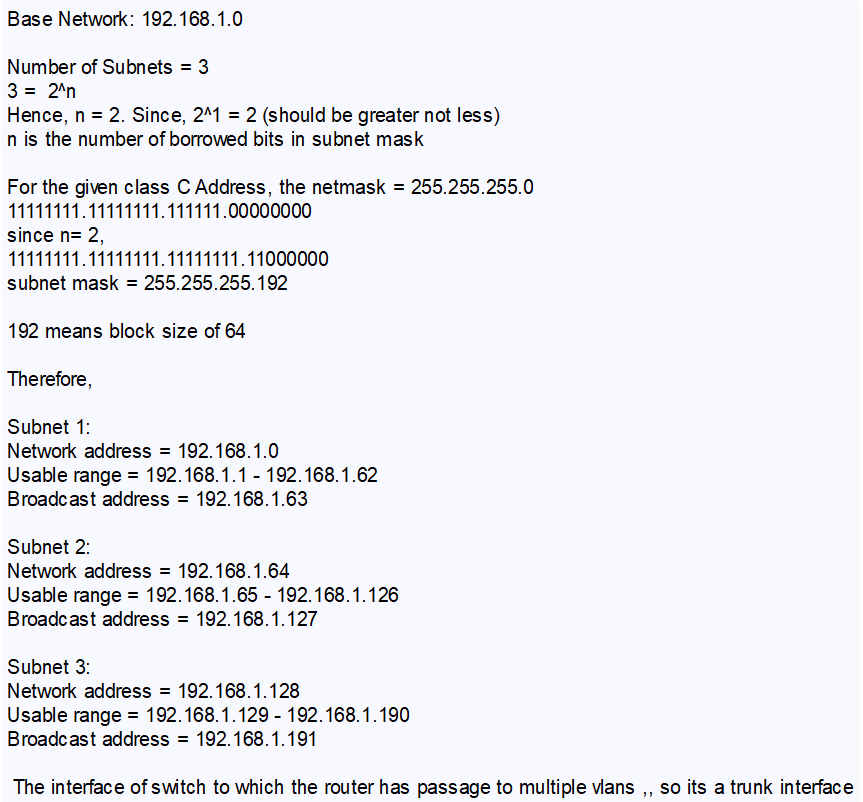 Base Network: 192.168.1.0
Number of Subnets = 3
3 = 2^n
Hence, n = 2. Since, 2^1 = 2 (should be greater not less)
n is the number of borrowed bits in subnet mask
For the given class C Address, the netmask = 255.255.255.0
11111111.11111111.111111.00000000
since n= 2,
11111111.11111111.11111111.11000000
subnet mask = 255.255.255.192
192 means block size of 64
Therefore,
Subnet 1:
Network address = 192.168.1.0
Usable range = 192.168.1.1 - 192.168.1.62
Broadcast address = 192.168.1.63
Subnet 2:
Network address = 192.168.1.64
Usable range = 192.168.1.65 - 192.168.1.126
Broadcast address = 192.168.1.127
Subnet 3:
Network address = 192.168.1.128
Usable range = 192.168.1.129 - 192.168.1.190
Broadcast address = 192.168.1.191
The interface of switch to which the router has passage to multiple vlans ,, so its a trunk interface